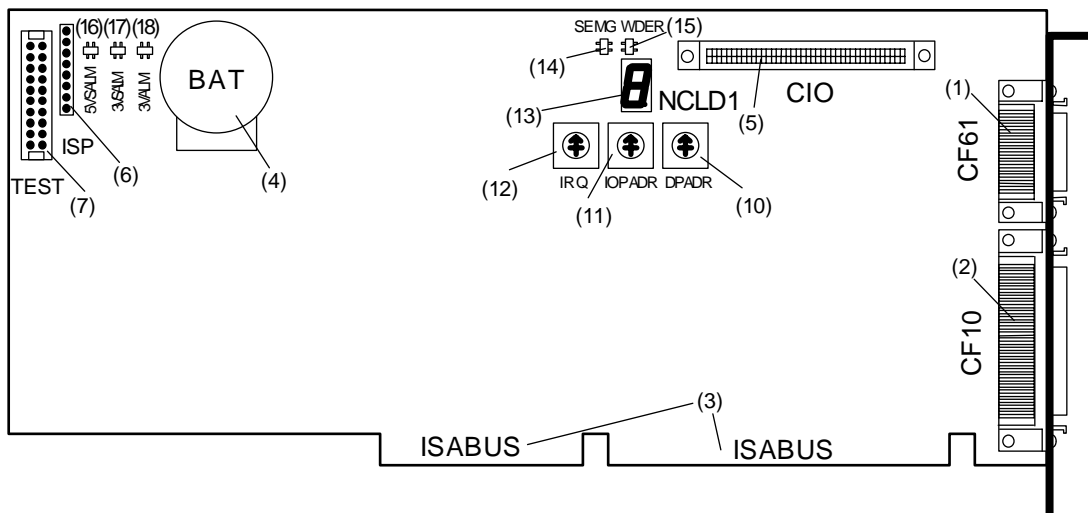 (16) (17) (18)
5VSALM
3VSALM
3VALM
BAT
(4)
ISP
(6)
TEST
(7)
SEMG WDER
(15)
(14)
8
NCLD1
(13)
CIO
(5)
(12)
IRQ
IOPADR
(11)
DPADR
(10)
(1)
CF61
(2)
CF10
(3)
ISABUS
ISABUS